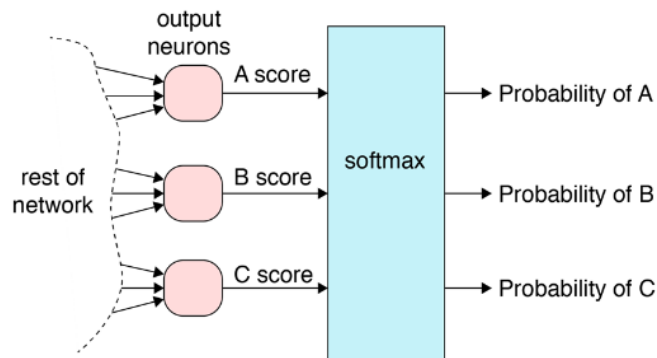 output
neurons
A score
Probability of A
softmax
rest of
network
B score
Probability of B
C score
Probability of C